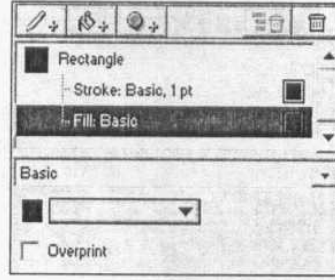 Rectangle
Stroke: Basic, 1 pt
Fill: Basic
Basic
Overprint